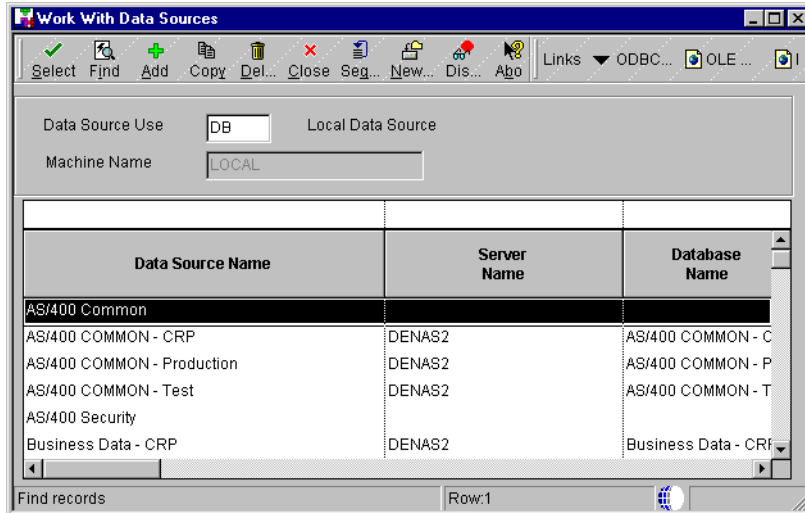 Work With Data Sources
Select Find Add Copy Del... Close Seg... New... Dis... Abo Links ODBC... OLE ... I
Data Source Use DB Local Data Source
Machine Name LOCAL
Data Source Name Server Name Database Name
AS/400 Common
AS/400 COMMON - CRP DENAS2 AS/400 COMMON - C
AS/400 COMMON - Production DENAS2 AS/400 COMMON - P
AS/400 COMMON - Test DENAS2 AS/400 COMMON - T
AS/400 Security
Business Data - CRP DENAS2 Business Data - CRF
Find records Row:1